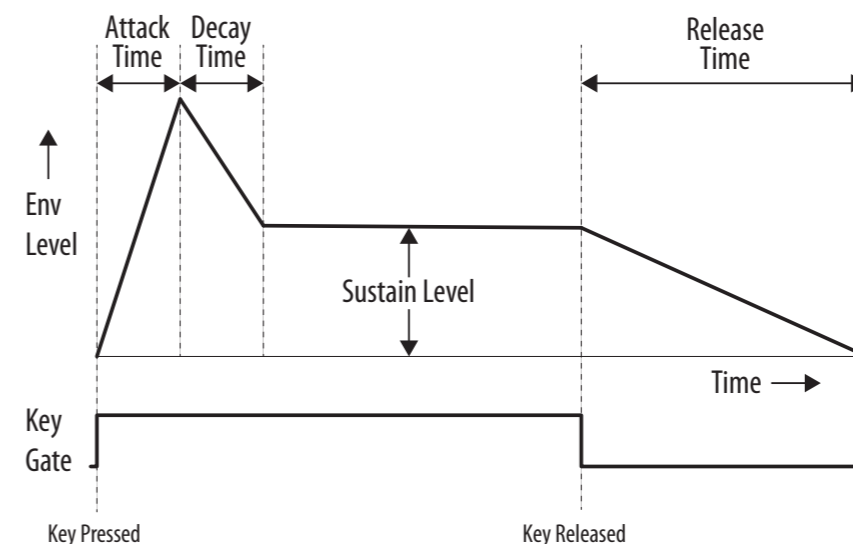 Attack
Time
Decay
Time
Release
Time
Env
Level
Sustain Level
Time
Key
Gate
Key Pressed
Key Released